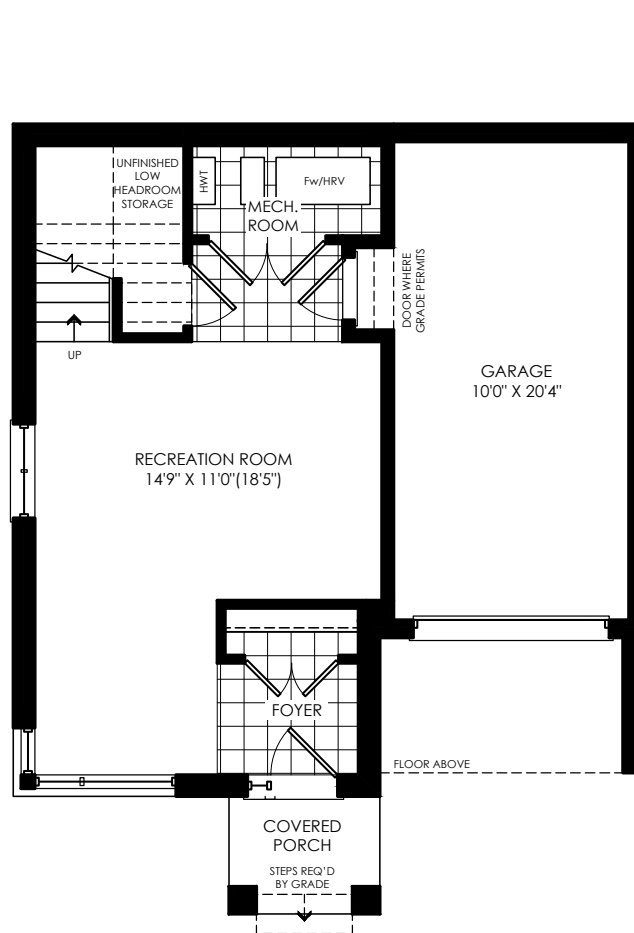 UNFINISHED
LOW
HEADROOM
STORAGE
HWT
Fw/HRV
MECH.
ROOM
DOOR WHERE
GRADE PERMITS
UP
GARAGE
10'0" X 20'4"
RECREATION ROOM
14'9" X 11'0"(18'5")
FOYER
FLOOR ABOVE
COVERED
PORCH
STEPS REQ'D
BY GRADE